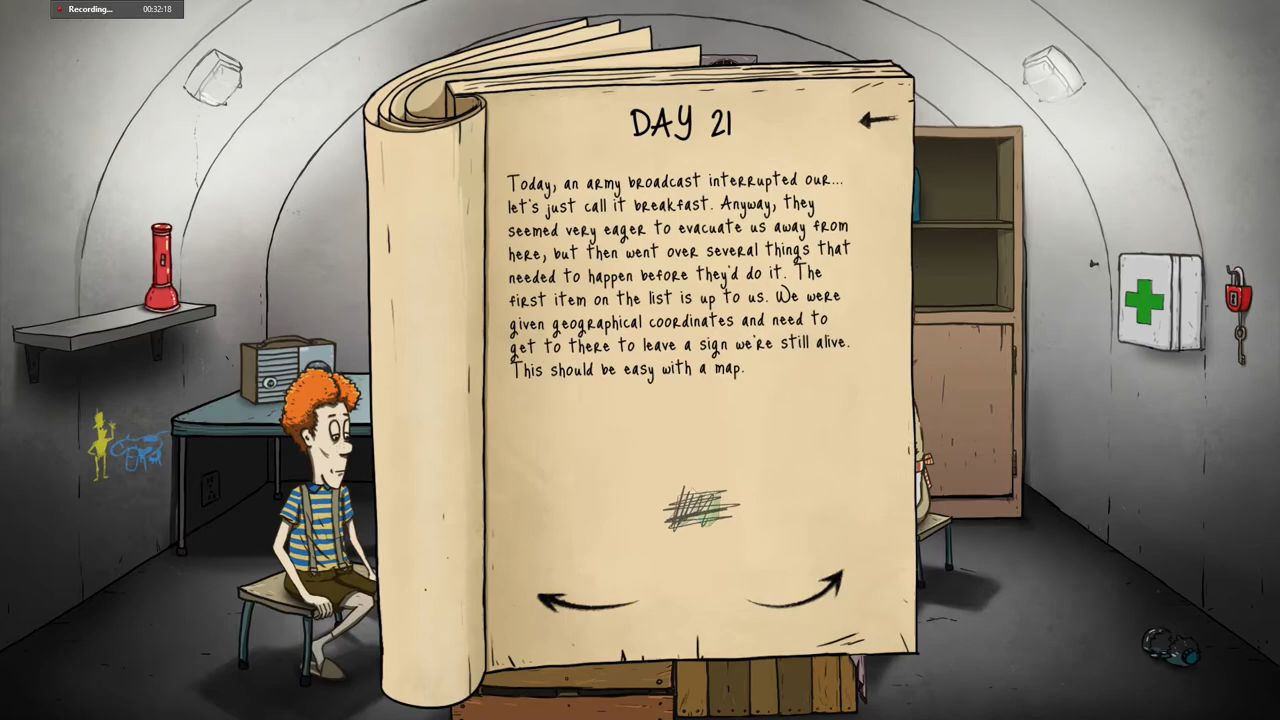 Recording... 00:32:18
DAY 21
Today, an army broadcast interrupted our...
let's just call it breakfast. Anyway, they
seemed very eager to evacuate us away from
here, but then went over several things that
needed to happen before they'd do it. The
first item on the list is up to us. We were
given geographical coordinates and need to
get to there to leave a sign we're still alive.
This should be easy with a map.